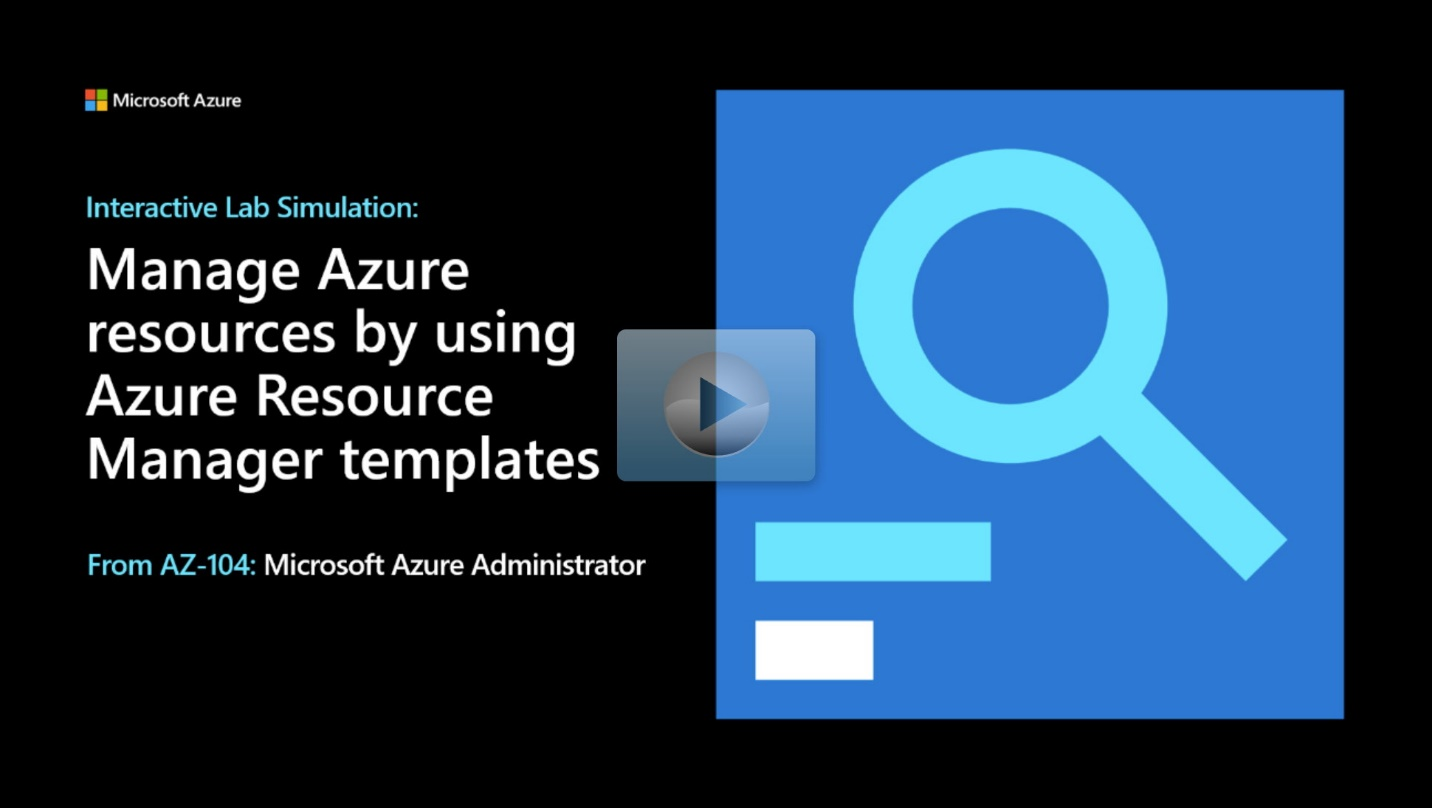 Microsoft Azure
Interactive Lab Simulation:
Manage Azure
resources by using
Azure Resource
Manager templates
From AZ-104: Microsoft Azure Administrator